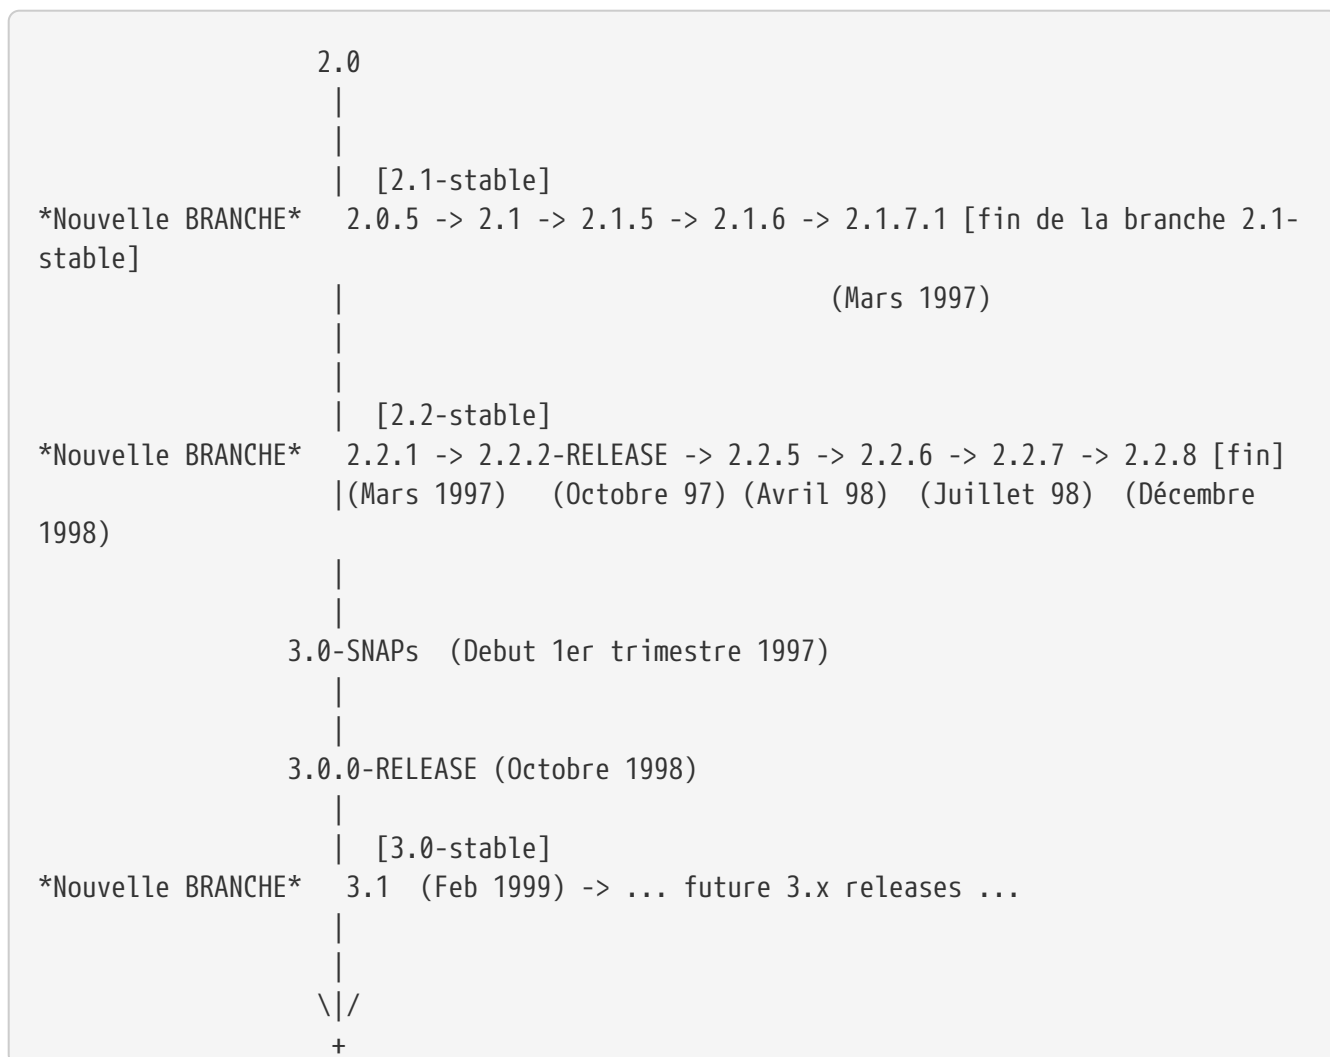 2.0
                              |
                              |
                              |   [2.1-stable]
*Nouvelle BRANCHE*    2.0.5 -> 2.1 -> 2.1.5 -> 2.1.6 -> 2.1.7.1 [fin de la branche 2.1-
stable]
                              |                                                  (Mars 1997)
                              |
                              |
                              |   [2.2-stable]
*Nouvelle BRANCHE*    2.2.1 -> 2.2.2-RELEASE -> 2.2.5 -> 2.2.6 -> 2.2.7 -> 2.2.8 [fin]
                              |(Mars 1997)    (Octobre 97) (Avril 98)   (Juillet 98)   (Décembre
1998)
                              |
                              |
                         3.0-SNAPs   (Debut 1er trimestre 1997)
                              |
                              |
                         3.0.0-RELEASE (Octobre 1998)
                              |
                              |   [3.0-stable]
*Nouvelle BRANCHE*    3.1   (Feb 1999) -> ... future 3.x releases ...
                              |
                              |
                            \|/
                              +